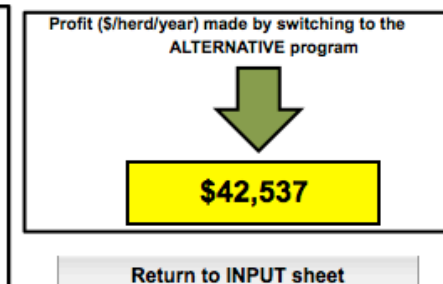 Profit ($/herd/year) made by switching to the
ALTERNATIVE program
$42,537
Return to INPUT sheet